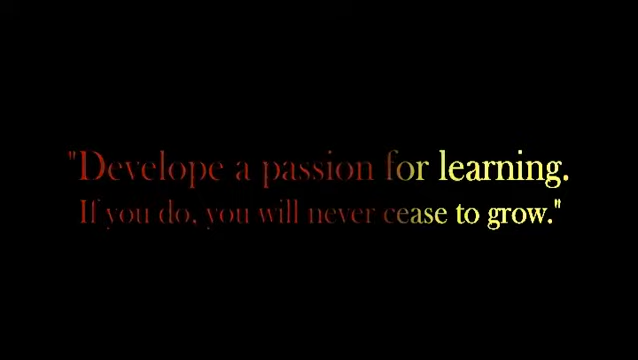 "Develope a passion for learning.
If you do, you will never cease to grow."